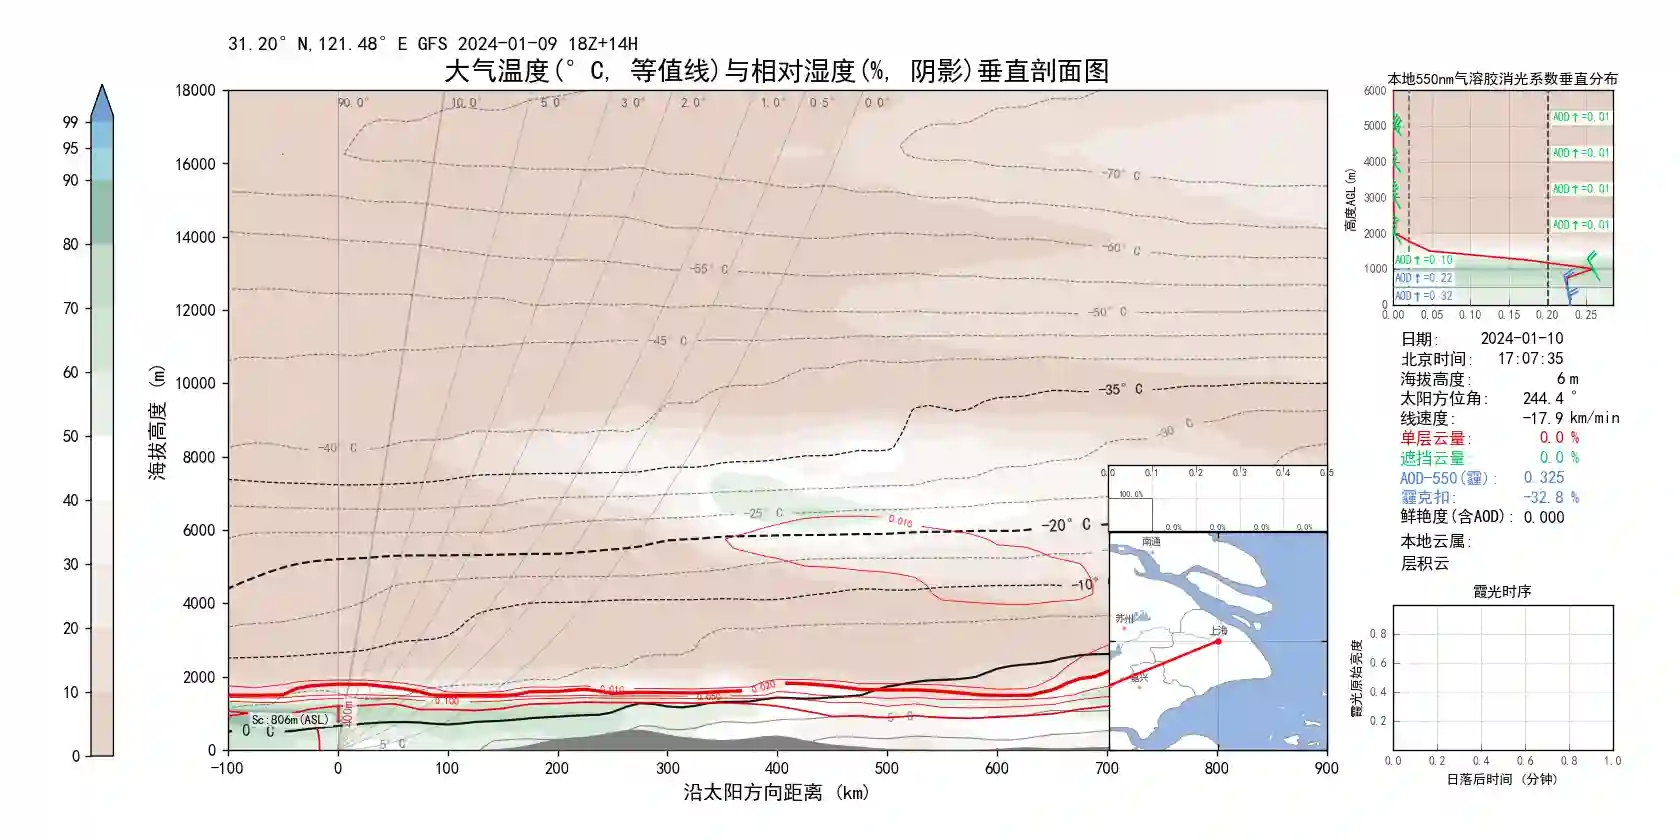 31.20°N,121.48°E GFS 2024-01-09 18Z+14H
大气温度(°C, 等值线)与相对湿度(%, 阴影)垂直剖面图
99
95
90
80
70
60
50
40
30
20
10
0
海拔高度 (m)
18000
16000
14000
12000
10000
8000
6000
4000
2000
0
90.0° 10.0° 5.0° 3.0° 2.0° 1.0° 0.5° 0.0°
-70°C
-60°C
-55°C
-50°C
-45°C
-35°C
-30°C
-40°C
-25°C
0.010
-20°C
-10°
0.010
0.020
0.050
0.100
Sc:806m(ASL)
0°C
5°C
5°C
-100 0 100 200 300 400 500 600 700 800 900
沿太阳方向距离 (km)
0.0 0.1 0.2 0.3 0.4 0.5
100.0%
0.0% 0.0% 0.0% 0.0%
南通
苏州
上海
嘉兴
本地550nm气溶胶消光系数垂直分布
高度AGL(m)
6000
5000
4000
3000
2000
1000
0
AOD↑=0.01
AOD↑=0.01
AOD↑=0.01
AOD↑=0.01
AOD↑=0.10
AOD↑=0.22
AOD↑=0.32
0.00 0.05 0.10 0.15 0.20 0.25
日期: 2024-01-10
北京时间: 17:07:35
海拔高度: 6 m
太阳方位角: 244.4 °
线速度: -17.9 km/min
单层云量: 0.0 %
遮挡云量: 0.0 %
AOD-550(霾): 0.325
霾克扣: -32.8 %
鲜艳度(含AOD): 0.000
本地云属:
层积云
霞光时序
霞光原始亮度
0.8
0.6
0.4
0.2
0.0 0.2 0.4 0.6 0.8 1.0
日落后时间 (分钟)